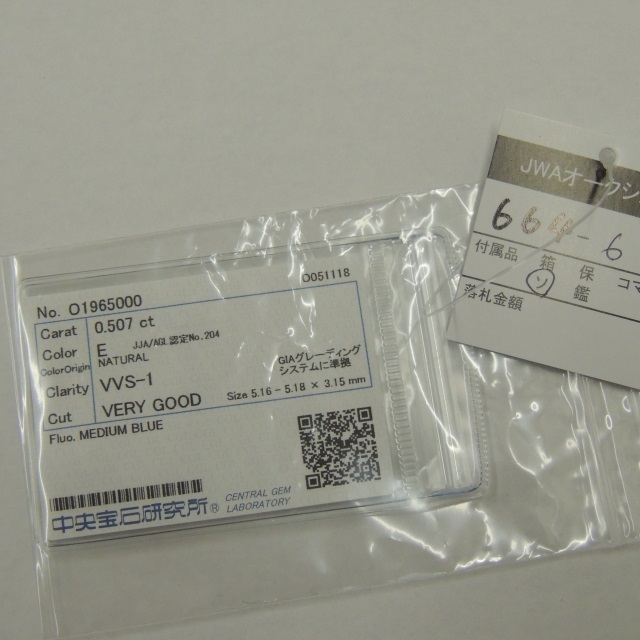 No. O1965000
O051118
Carat 0.507 ct
Color E JJA/AGL認定No.204
ColorOrigin NATURAL
GIAグレーディング
システムに準拠
Clarity VVS-1
Size 5.16 - 5.18 × 3.15 mm
Cut VERY GOOD
Fluo. MEDIUM BLUE
中央宝石研究所® CENTRAL GEM
LABORATORY
JWAオークシ
6
付属品 箱 保 コマ
ソ 鑑
落札金額